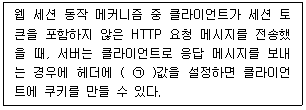 웹 세션 동작 메커니즘 중 클라이언트가 세션 토
큰을 포함하지 않은 HTTP 요청 메시지를 전송했
을 때, 서버는 클라이언트로 응답 메시지를 보내
는 경우에 헤더에 ( ㉠ )값을 설정하면 클라이언
트에 쿠키를 만들 수 있다.